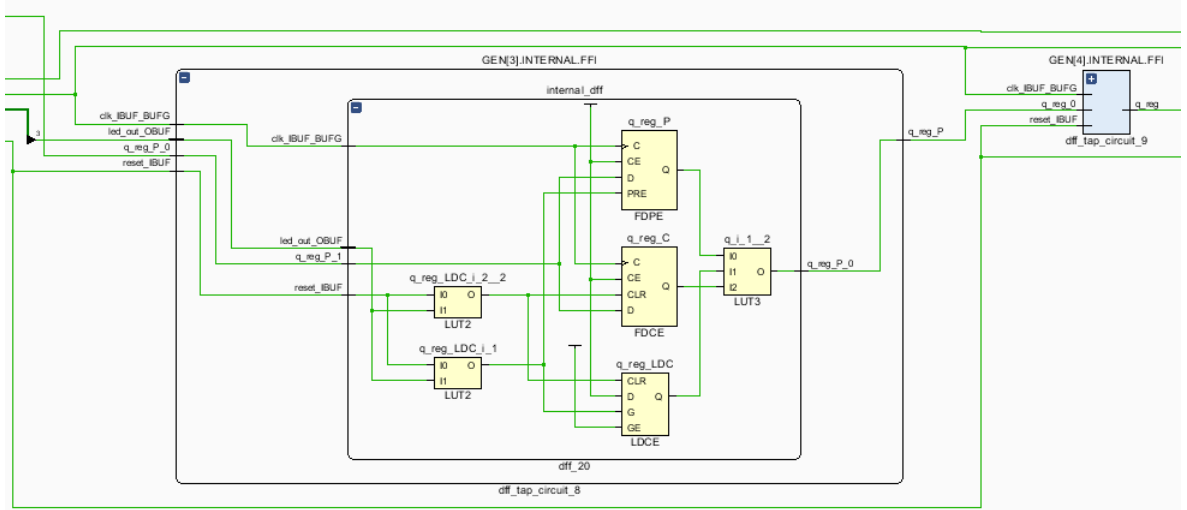 GEN[3].INTERNAL.FFI
GEN[4].INTERNAL.FFI
internal_dff
clk_IBUF_BUFG
led_out_OBUF
q_reg_P_0
reset_IBUF
3
clk_IBUF_BUFG
led_out_OBUF
q_reg_P_1
reset_IBUF
q_reg_P
C
CE
D
PRE
Q
FDPE
q_reg_C
C
CE
CLR
D
Q
FDCE
q_reg_LDC_i_2__2
I0
I1
O
LUT2
q_reg_LDC_i_1
I0
I1
O
LUT2
q_reg_LDC
CLR
D
G
GE
Q
LDCE
q_i_1__2
I0
I1
I2
O
LUT3
q_reg_P_0
q_reg_P
dff_20
dff_tap_circuit_8
clk_IBUF_BUFG
q_reg_0
reset_IBUF
q_reg
dff_tap_circuit_9